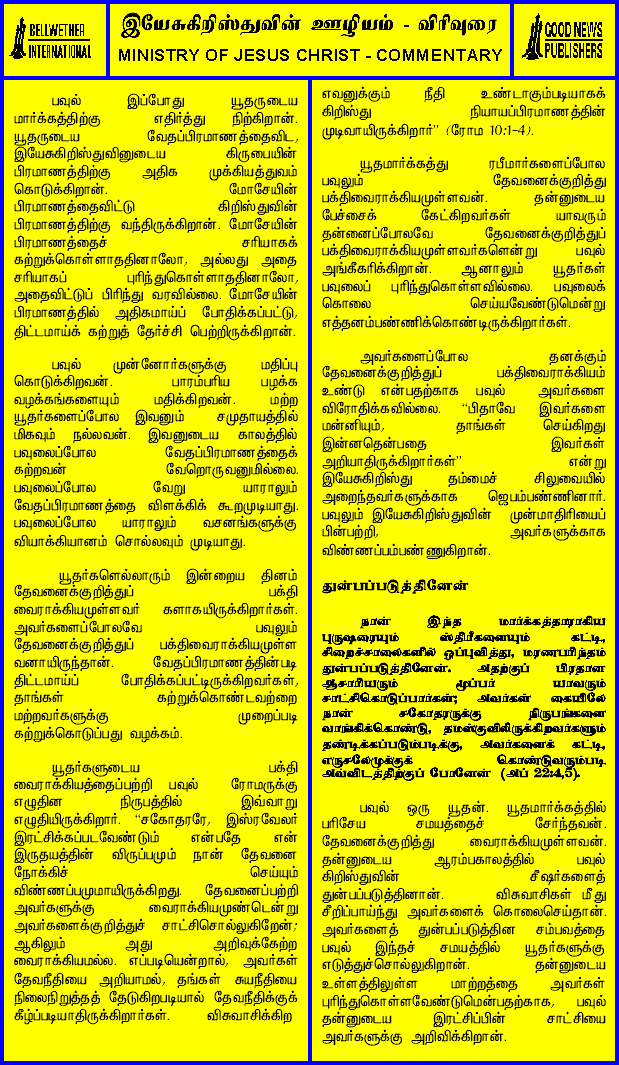 BELLWETHER
INTERNATIONAL
இயேசுகிறிஸ்துவின் ஊழியம் - விரிவுரை
MINISTRY OF JESUS CHRIST - COMMENTARY
GOOD NEWS
PUBLISHERS
பவுல் இப்போது யூதருடைய
மார்க்கத்திற்கு எதிர்த்து நிற்கிறான்.
யூதருடைய வேதப்பிரமாணத்தைவிட,
இயேசுகிறிஸ்துவினுடைய கிருபையின்
பிரமாணத்திற்கு அதிக முக்கியத்துவம்
கொடுக்கிறான். மோசேயின்
பிரமாணத்தைவிட்டு கிறிஸ்துவின்
பிரமாணத்திற்கு வந்திருக்கிறான். மோசேயின்
பிரமாணத்தைச் சரியாகக்
கற்றுக்கொள்ளாததினாலோ, அல்லது அதை
சரியாகப் புரிந்துகொள்ளாததினாலோ,
அதைவிட்டுப் பிரிந்து வரவில்லை. மோசேயின்
பிரமாணத்தில் அதிகமாய்ப் போதிக்கப்பட்டு,
திட்டமாய்க் கற்றுத் தேர்ச்சி பெற்றிருக்கிறான்.
பவுல் முன்னோர்களுக்கு மதிப்பு
கொடுக்கிறவன். பாரம்பரிய பழக்க
வழக்கங்களையும் மதிக்கிறவன். மற்ற
யூதர்களைப்போல இவனும் சமுதாயத்தில்
மிகவும் நல்லவன். இவனுடைய காலத்தில்
பவுலைப்போல வேதப்பிரமாணத்தைக்
கற்றவன் வேறொருவனுமில்லை.
பவுலைப்போல வேறு யாராலும்
வேதப்பிரமாணத்தை விளக்கிக் கூறமுடியாது.
பவுலைப்போல யாராலும் வசனங்களுக்கு
வியாக்கியானம் சொல்லவும் முடியாது.
யூதர்களெல்லாரும் இன்றைய தினம்
தேவனைக்குறித்துப் பக்தி
வைராக்கியமுள்ளவர் களாகயிருக்கிறார்கள்.
அவர்களைப்போலவே பவுலும்
தேவனைக்குறித்துப் பக்திவைராக்கியமுள்ள
வனாயிருந்தான். வேதப்பிரமாணத்தின்படி
திட்டமாய்ப் போதிக்கப்பட்டிருக்கிறவர்கள்,
தாங்கள் கற்றுக்கொண்டவற்றை
மற்றவர்களுக்கு முறைப்படி
கற்றுக்கொடுப்பது வழக்கம்.
யூதர்களுடைய பக்தி
வைராக்கியத்தைப்பற்றி பவுல் ரோமருக்கு
எழுதின நிருபத்தில் இவ்வாறு
எழுதியிருக்கிறார். "சகோதரரே, இஸ்ரவேலர்
இரட்சிக்கப்படவேண்டும் என்பதே என்
இருதயத்தின் விருப்பமும் நான் தேவனை
நோக்கிச் செய்யும்
விண்ணப்பமுமாயிருக்கிறது. தேவனைப்பற்றி
அவர்களுக்கு வைராக்கியமுண்டென்று
அவர்களைக்குறித்துச் சாட்சிசொல்லுகிறேன்;
ஆகிலும் அது அறிவுக்கேற்ற
வைராக்கியமல்ல. எப்படியென்றால், அவர்கள்
தேவநீதியை அறியாமல், தங்கள் சுயநீதியை
நிலைநிறுத்தத் தேடுகிறபடியால் தேவநீதிக்குக்
கீழ்ப்படியாதிருக்கிறார்கள். விசுவாசிக்கிற
எவனுக்கும் நீதி உண்டாகும்படியாகக்
கிறிஸ்து நியாயப்பிரமாணத்தின்
முடிவாயிருக்கிறார்" (ரோம 10:1-4).
யூதமார்க்கத்து ரபீமார்களைப்போல
பவுலும் தேவனைக்குறித்து
பக்திவைராக்கியமுள்ளவன். தன்னுடைய
பேச்சைக் கேட்கிறவர்கள் யாவரும்
தன்னைப்போலவே தேவனைக்குறித்துப்
பக்திவைராக்கியமுள்ளவர்களென்று பவுல்
அங்கீகரிக்கிறான். ஆனாலும் யூதர்கள்
பவுலைப் புரிந்துகொள்ளவில்லை. பவுலைக்
கொலை செய்யவேண்டுமென்று
எத்தனம்பண்ணிக்கொண்டிருக்கிறார்கள்.
அவர்களைப்போல தனக்கும்
தேவனைக்குறித்துப் பக்திவைராக்கியம்
உண்டு என்பதற்காக பவுல் அவர்களை
விரோதிக்கவில்லை. "பிதாவே இவர்களை
மன்னியும், தாங்கள் செய்கிறது
இன்னதென்பதை இவர்கள்
அறியாதிருக்கிறார்கள்" என்று
இயேசுகிறிஸ்து தம்மைச் சிலுவையில்
அறைந்தவர்களுக்காக ஜெபம்பண்ணினார்.
பவுலும் இயேசுகிறிஸ்துவின் முன்மாதிரியைப்
பின்பற்றி, அவர்களுக்காக
விண்ணப்பம்பண்ணுகிறான்.
துன்பப்படுத்தினேன்
நான் இந்த மார்க்கத்தாராகிய
புருஷரையும் ஸ்திரீகளையும் கட்டி,
சிறைச்சாலைகளில் ஒப்புவித்து, மரணபரியந்தம்
துன்பப்படுத்தினேன். அதற்குப் பிரதான
ஆசாரியரும் மூப்பர் யாவரும்
சாட்சிகொடுப்பார்கள்; அவர்கள் கையிலே
நான் சகோதரருக்கு நிருபங்களை
வாங்கிக்கொண்டு, தமஸ்குவிலிருக்கிறவர்களும்
தண்டிக்கப்படும்படிக்கு, அவர்களைக் கட்டி,
எருசலேமுக்குக் கொண்டுவரும்படி
அவ்விடத்திற்குப் போனேன் (அப் 22:4,5).
பவுல் ஒரு யூதன். யூதமார்க்கத்தில்
பரிசேய சமயத்தைச் சேர்ந்தவன்.
தேவனைக்குறித்து வைராக்கியமுள்ளவன்.
தன்னுடைய ஆரம்பகாலத்தில் பவுல்
கிறிஸ்துவின் சீஷர்களைத்
துன்பப்படுத்தினான். விசுவாசிகள் மீது
சீறிப்பாய்ந்து அவர்களைக் கொலைசெய்தான்.
அவர்களைத் துன்பப்படுத்தின சம்பவத்தை
பவுல் இந்தச் சமயத்தில் யூதர்களுக்கு
எடுத்துச்சொல்லுகிறான். தன்னுடைய
உள்ளத்திலுள்ள மாற்றத்தை அவர்கள்
புரிந்துகொள்ளவேண்டுமென்பதற்காக, பவுல்
தன்னுடைய இரட்சிப்பின் சாட்சியை
அவர்களுக்கு அறிவிக்கிறான்.